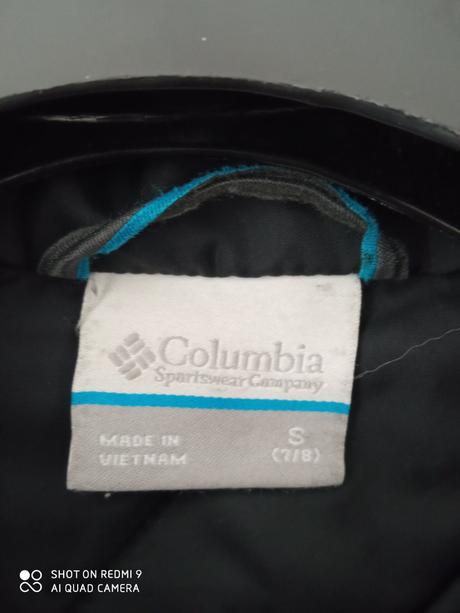 Columbia
Sportswear Company
MADE IN
VIETNAM
S
(7/8)
SHOT ON REDMI 9
AI QUAD CAMERA